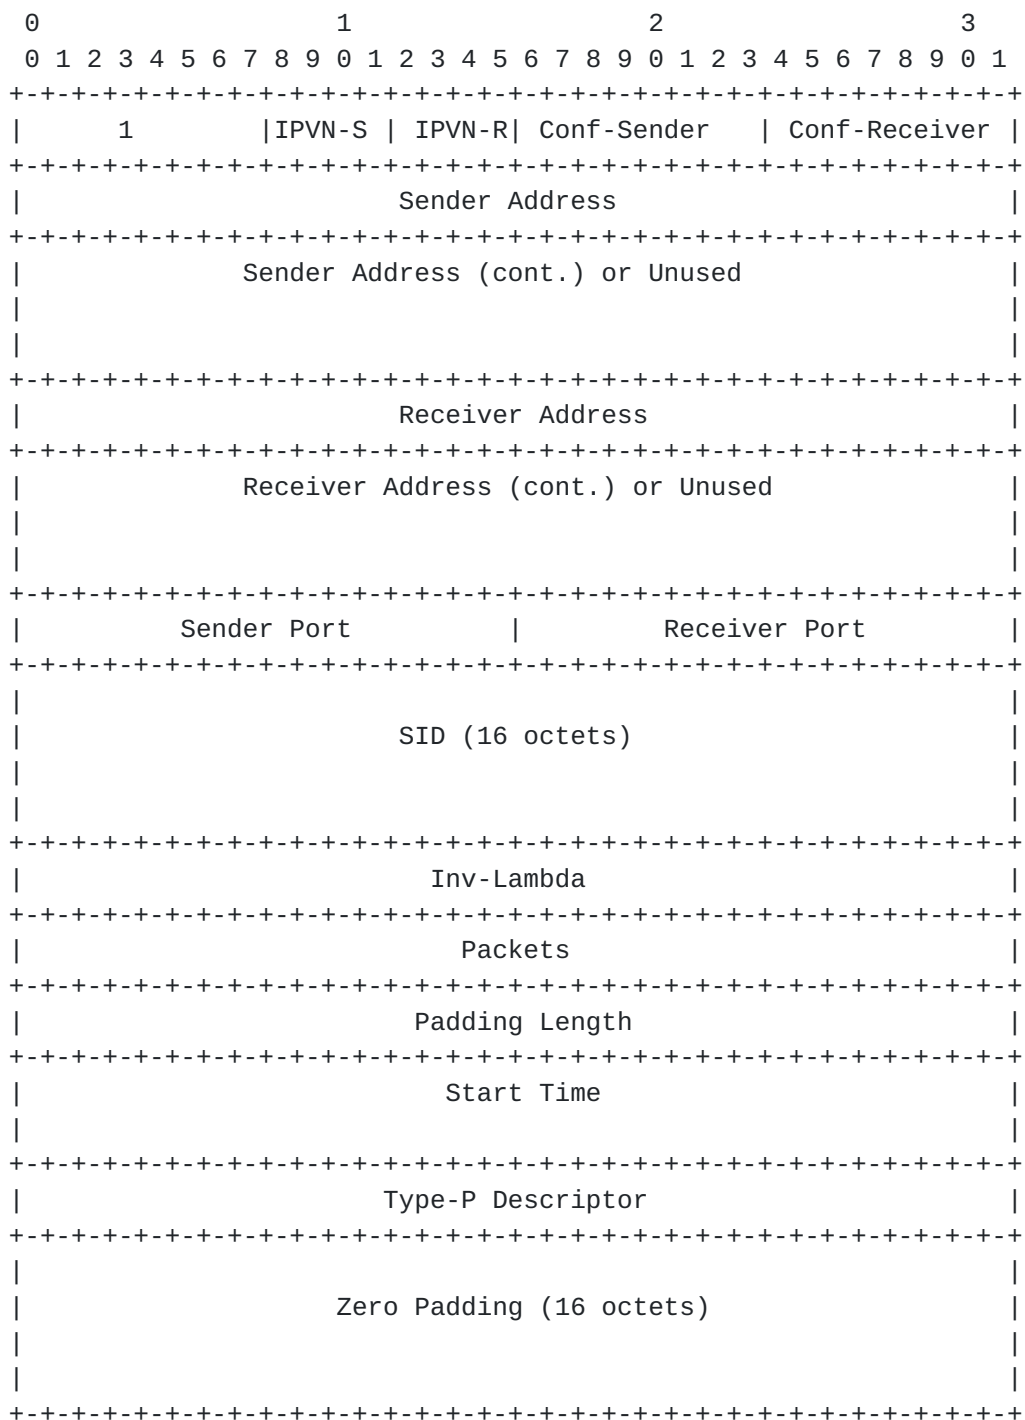 0                   1                   2                   3
 0 1 2 3 4 5 6 7 8 9 0 1 2 3 4 5 6 7 8 9 0 1 2 3 4 5 6 7 8 9 0 1
+-+-+-+-+-+-+-+-+-+-+-+-+-+-+-+-+-+-+-+-+-+-+-+-+-+-+-+-+-+-+-+-+
|      1        |IPVN-S | IPVN-R| Conf-Sender   | Conf-Receiver |
+-+-+-+-+-+-+-+-+-+-+-+-+-+-+-+-+-+-+-+-+-+-+-+-+-+-+-+-+-+-+-+-+
|                        Sender Address                         |
+-+-+-+-+-+-+-+-+-+-+-+-+-+-+-+-+-+-+-+-+-+-+-+-+-+-+-+-+-+-+-+-+
|              Sender Address (cont.) or Unused                 |
|                                                               |
|                                                               |
+-+-+-+-+-+-+-+-+-+-+-+-+-+-+-+-+-+-+-+-+-+-+-+-+-+-+-+-+-+-+-+-+
|                        Receiver Address                       |
+-+-+-+-+-+-+-+-+-+-+-+-+-+-+-+-+-+-+-+-+-+-+-+-+-+-+-+-+-+-+-+-+
|              Receiver Address (cont.) or Unused               |
|                                                               |
|                                                               |
+-+-+-+-+-+-+-+-+-+-+-+-+-+-+-+-+-+-+-+-+-+-+-+-+-+-+-+-+-+-+-+-+
|          Sender Port          |         Receiver Port         |
+-+-+-+-+-+-+-+-+-+-+-+-+-+-+-+-+-+-+-+-+-+-+-+-+-+-+-+-+-+-+-+-+
|                                                               |
|                        SID (16 octets)                        |
|                                                               |
|                                                               |
+-+-+-+-+-+-+-+-+-+-+-+-+-+-+-+-+-+-+-+-+-+-+-+-+-+-+-+-+-+-+-+-+
|                          Inv-Lambda                           |
+-+-+-+-+-+-+-+-+-+-+-+-+-+-+-+-+-+-+-+-+-+-+-+-+-+-+-+-+-+-+-+-+
|                            Packets                            |
+-+-+-+-+-+-+-+-+-+-+-+-+-+-+-+-+-+-+-+-+-+-+-+-+-+-+-+-+-+-+-+-+
|                         Padding Length                        |
+-+-+-+-+-+-+-+-+-+-+-+-+-+-+-+-+-+-+-+-+-+-+-+-+-+-+-+-+-+-+-+-+
|                           Start Time                          |
|                                                               |
+-+-+-+-+-+-+-+-+-+-+-+-+-+-+-+-+-+-+-+-+-+-+-+-+-+-+-+-+-+-+-+-+
|                       Type-P Descriptor                       |
+-+-+-+-+-+-+-+-+-+-+-+-+-+-+-+-+-+-+-+-+-+-+-+-+-+-+-+-+-+-+-+-+
|                                                               |
|                    Zero Padding (16 octets)                   |
|                                                               |
|                                                               |
+-+-+-+-+-+-+-+-+-+-+-+-+-+-+-+-+-+-+-+-+-+-+-+-+-+-+-+-+-+-+-+-+